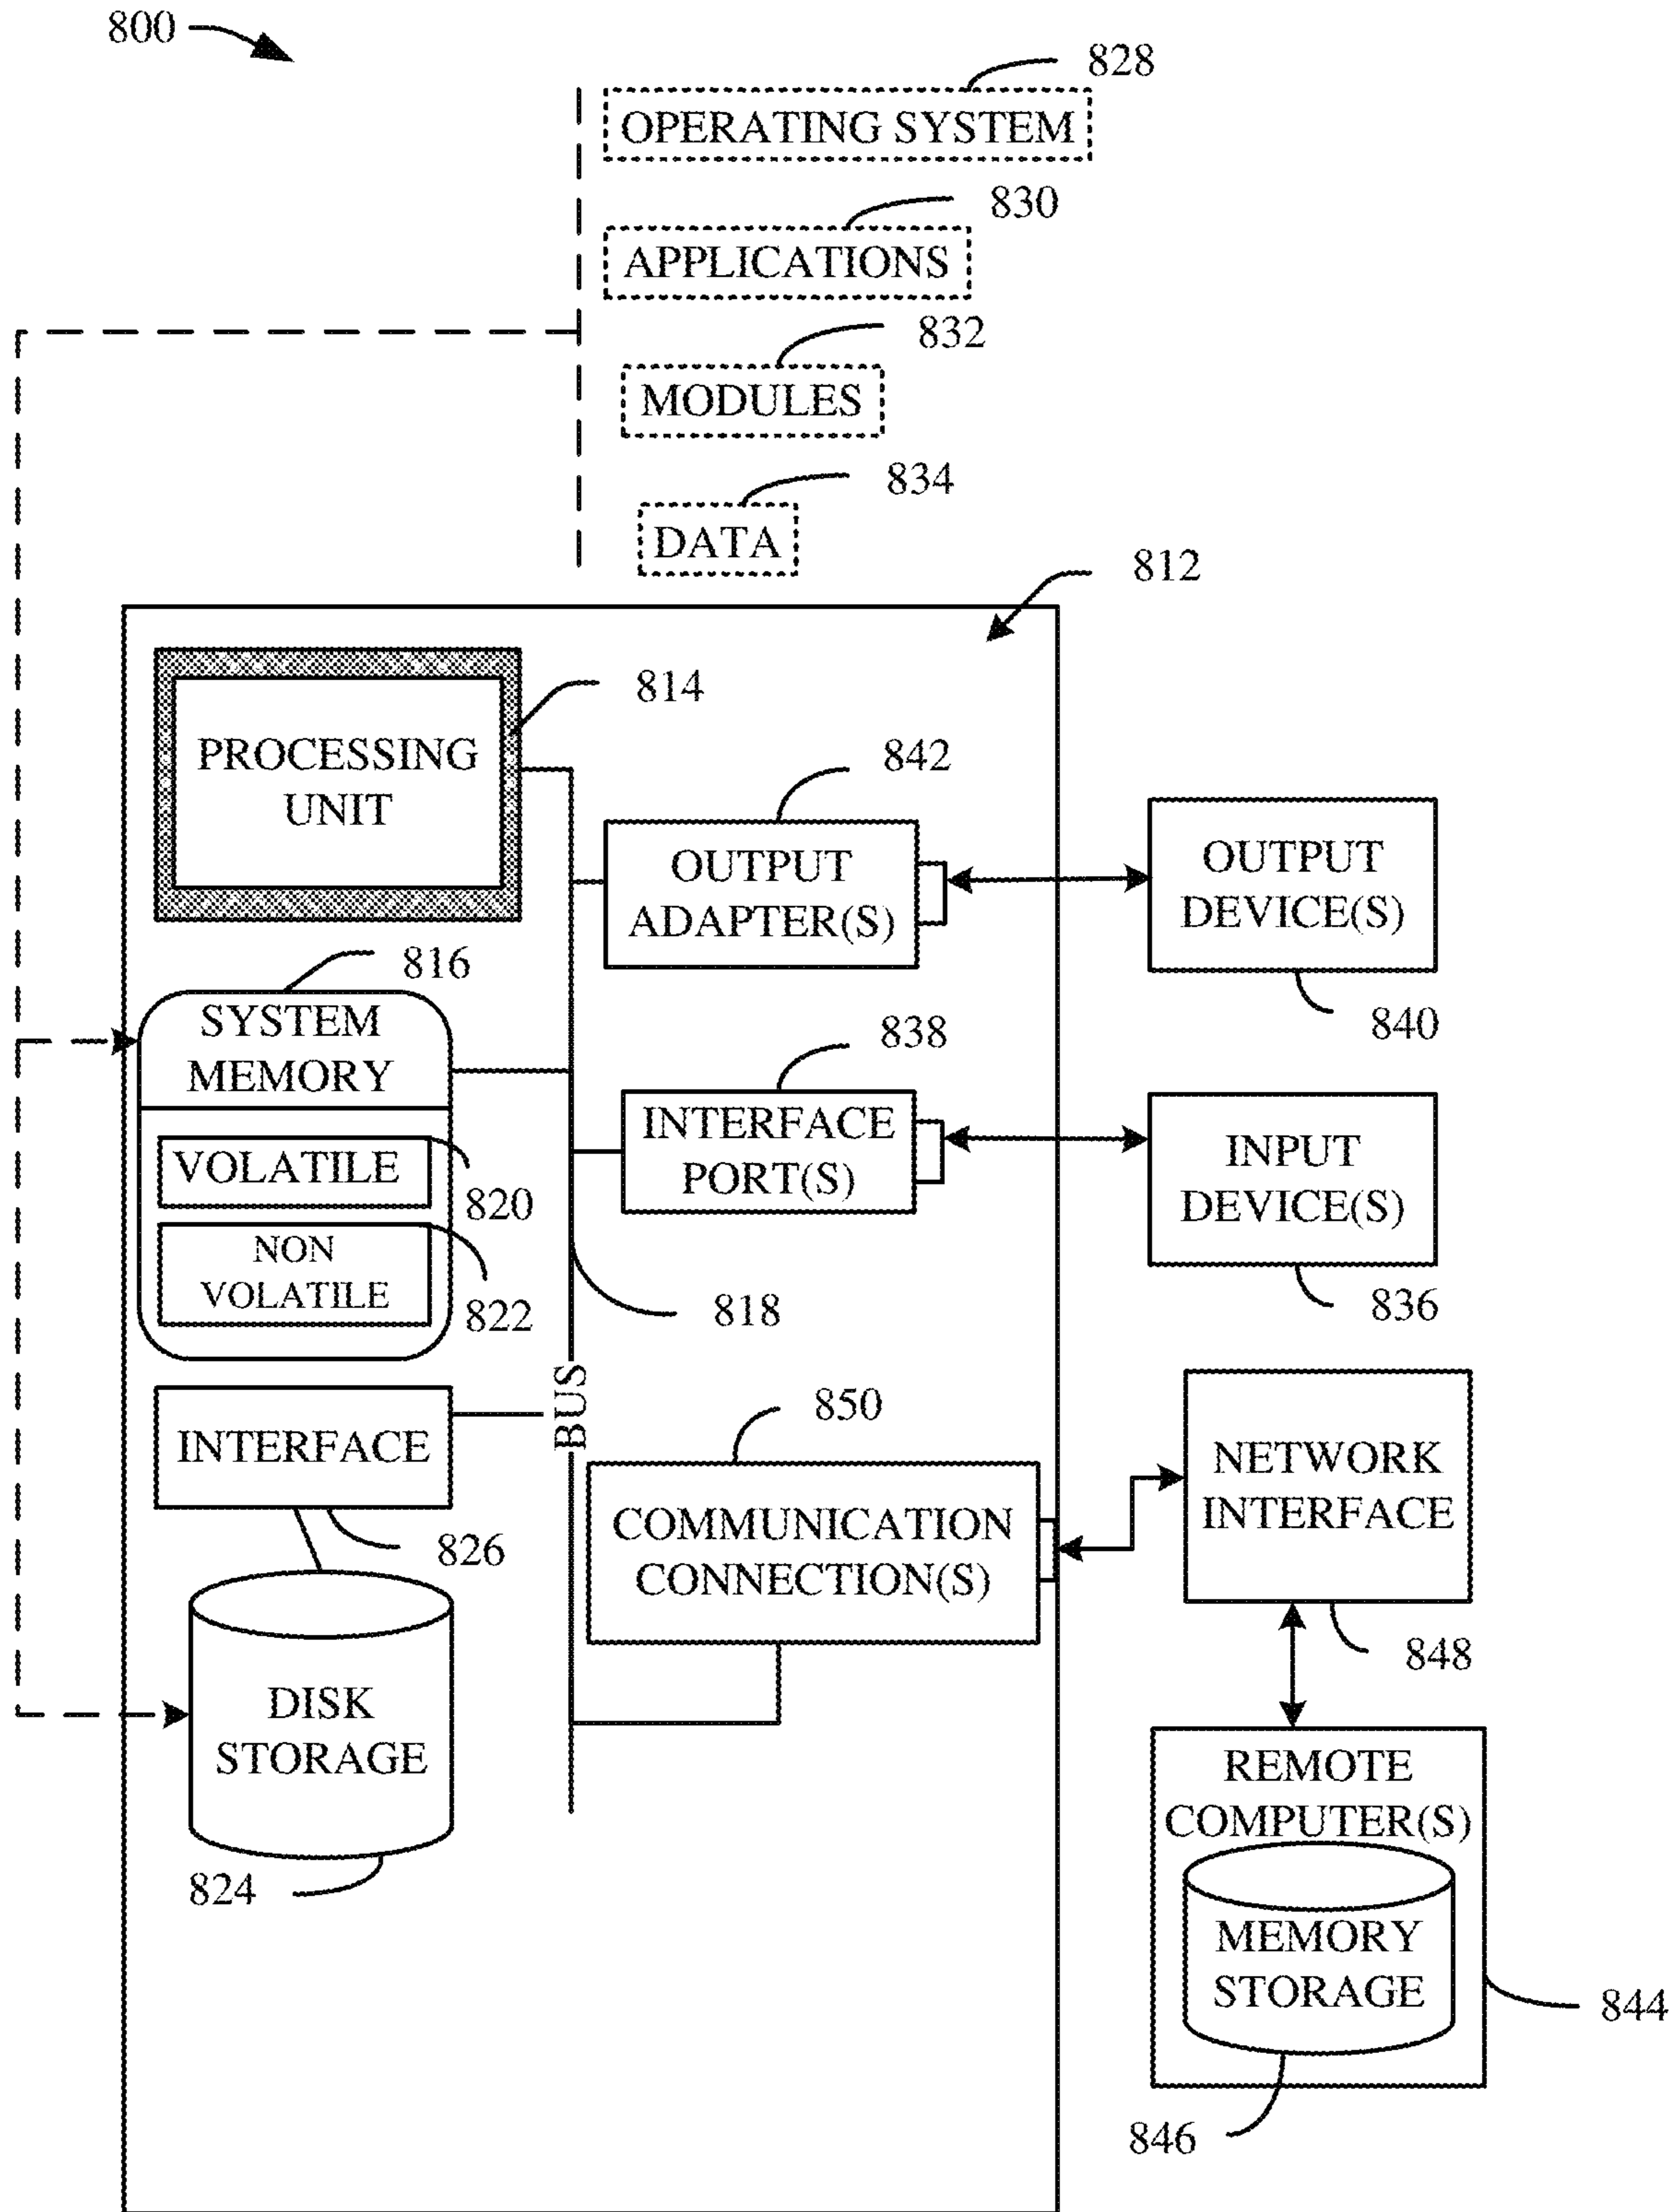 800
828
OPERATING SYSTEM
830
APPLICATIONS
832
MODULES
834
DATA
812
PROCESSING
UNIT
814
842
OUTPUT
ADAPTER(S)
OUTPUT
DEVICE(S)
840
816
SYSTEM
MEMORY
VOLATILE
820
NON
VOLATILE
822
838
INTERFACE
PORT(S)
INPUT
DEVICE(S)
836
818
BUS
INTERFACE
826
850
COMMUNICATION
CONNECTION(S)
NETWORK
INTERFACE
848
DISK
STORAGE
824
REMOTE
COMPUTER(S)
MEMORY
STORAGE
844
846